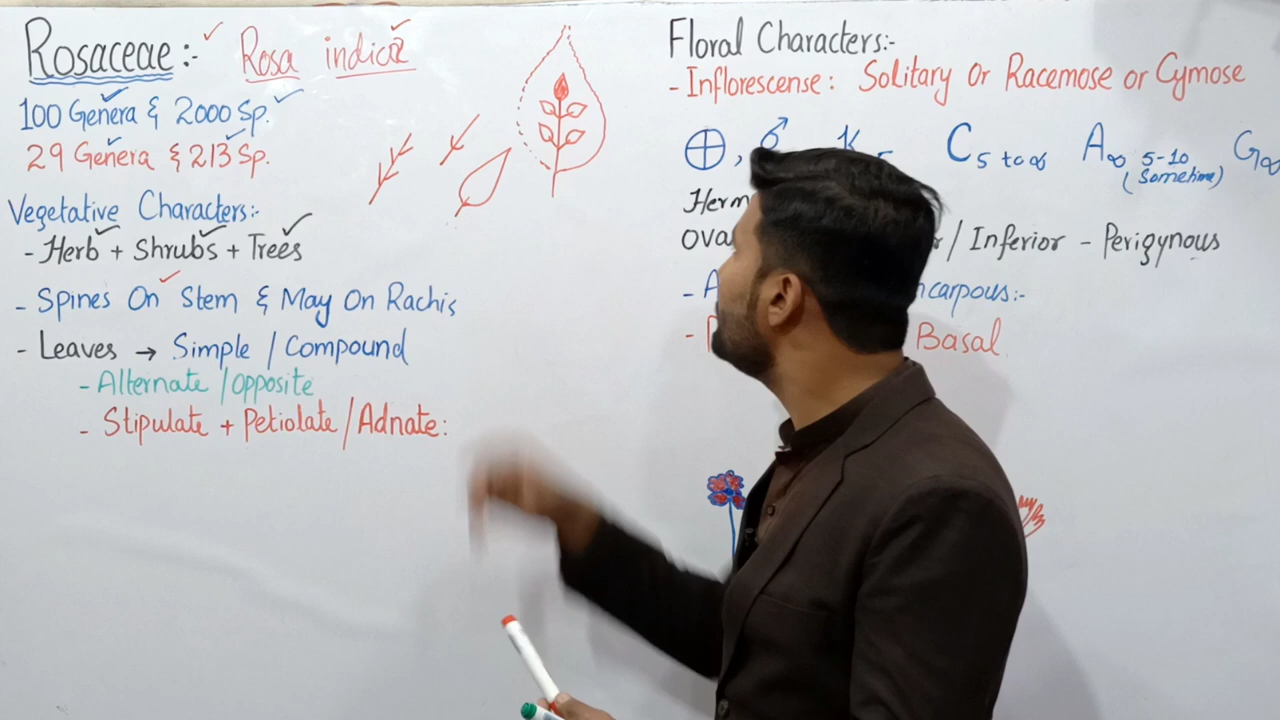 Rosaceae:- Rosa indica
100 Genera & 2000 Sp.
29 Genera & 213 Sp.
Vegetative Characters:-
- Herb + Shrubs + Trees
- Spines On Stem & May On Rachis
- Leaves → Simple / Compound
- Alternate / Opposite
- Stipulate + Petiolate / Adnate:
Floral Characters:-
- Inflorescense: Solitary Or Racemose or Cymose
⊕, K5 C5 to ∞ A∞ 5-10 (Sometime) G∞
/ Inferior - Perigynous
Basal